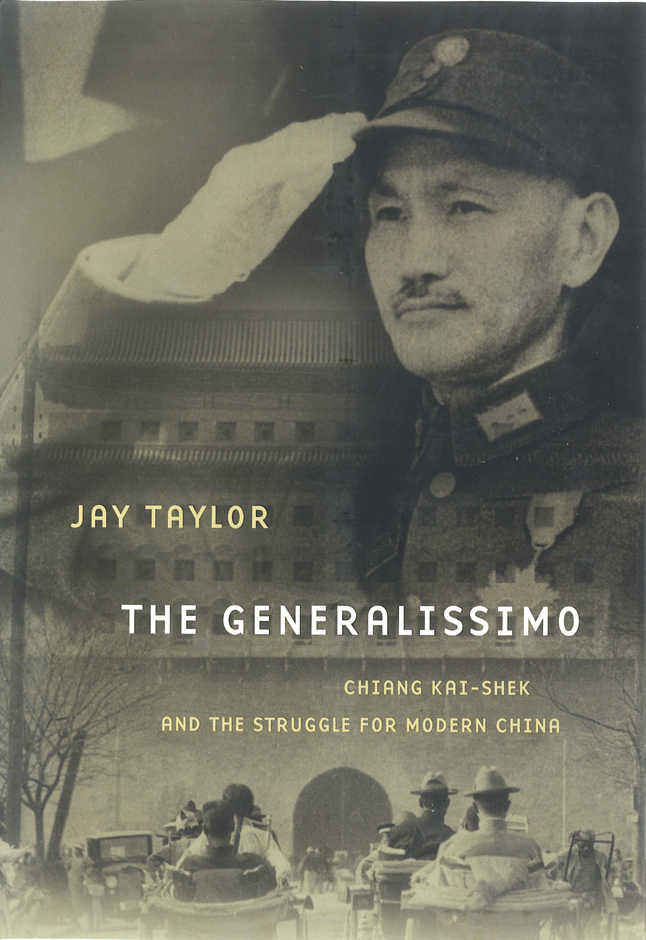 JAY TAYLOR
THE GENERALISSIMO
CHIANG KAI-SHEK
AND THE STRUGGLE FOR MODERN CHINA